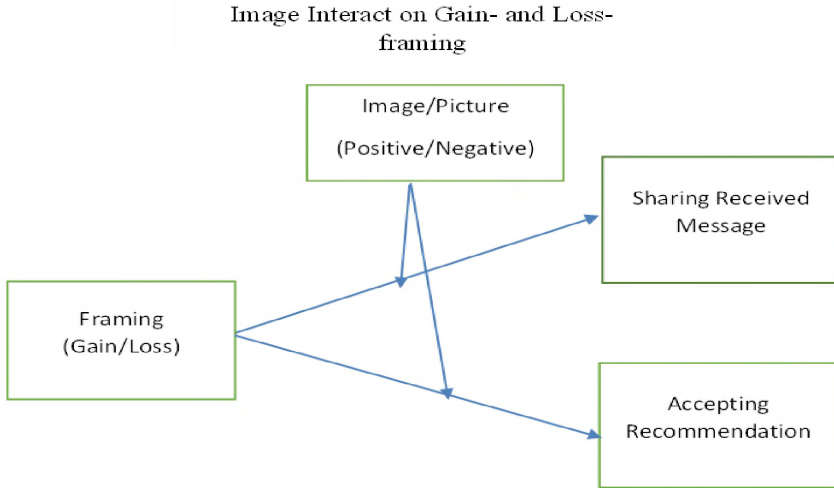 Image Interact on Gain- and Loss-
framing
Image/Picture
(Positive/Negative)
Sharing Received
Message
Framing
(Gain/Loss)
Accepting
Recommendation